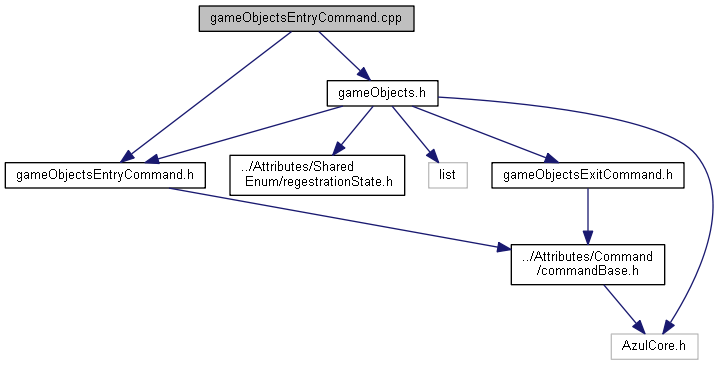 gameObjectsEntryCommand.cpp
gameObjects.h
gameObjectsEntryCommand.h
../Attributes/Shared
Enum/regestrationState.h
list
gameObjectsExitCommand.h
../Attributes/Command
/commandBase.h
AzulCore.h